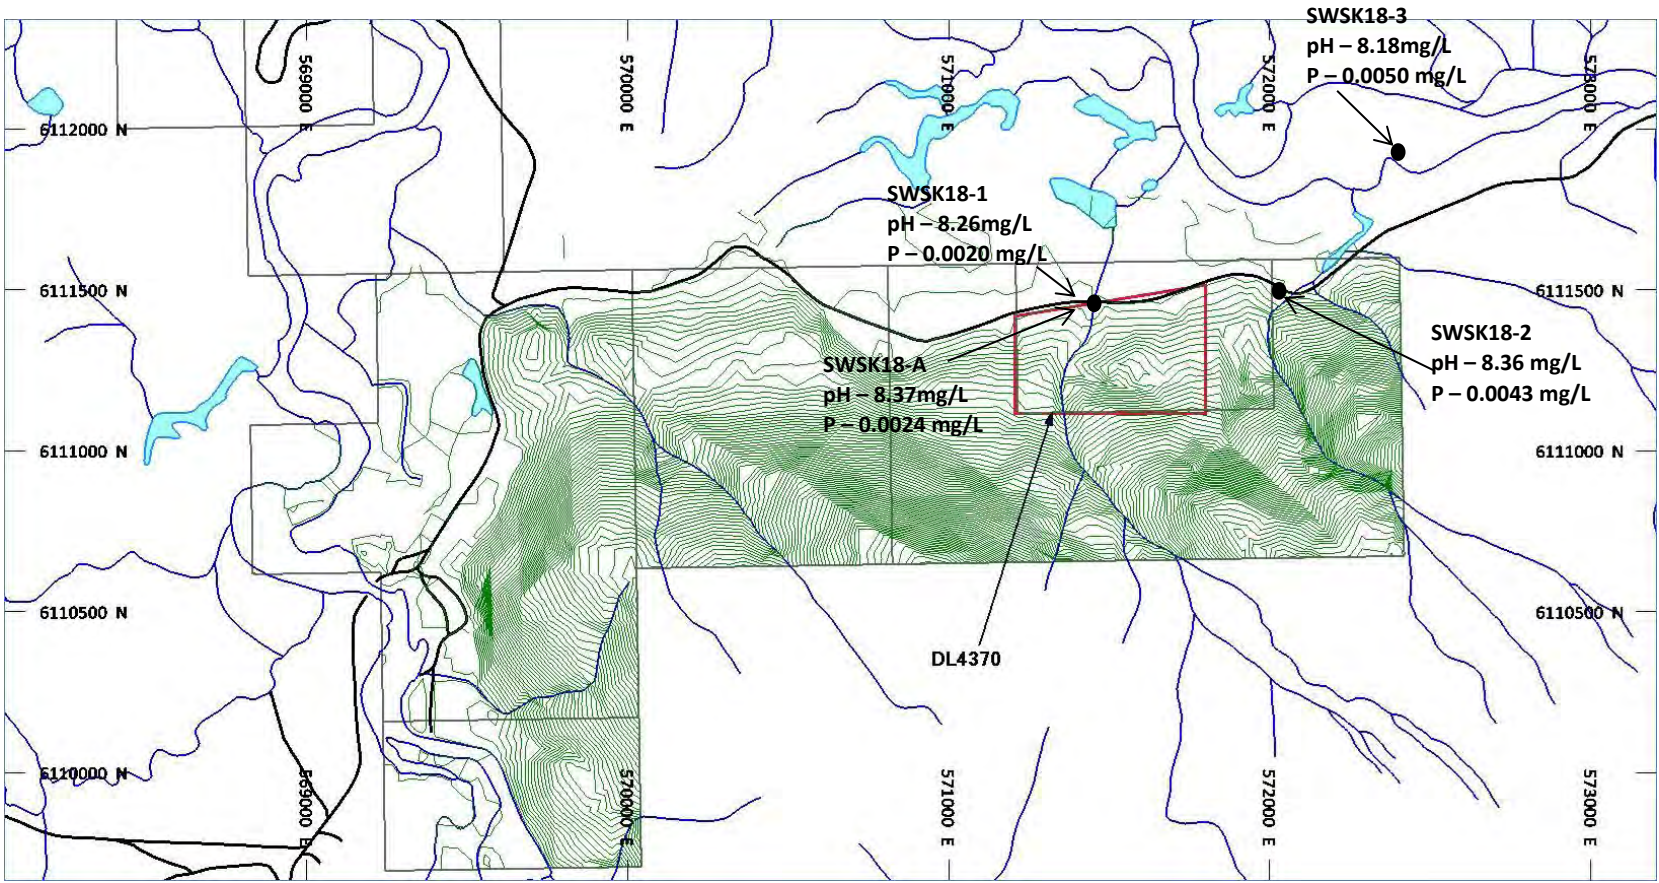 SWSK18-3
pH – 8.18mg/L
P – 0.0050 mg/L
569000 E
570000 E
571000 E
572000 E
573000 E
6112000 N
6112000 N
SWSK18-1
pH – 8.26mg/L
P – 0.0020 mg/L
6111500 N
6111500 N
SWSK18-2
pH – 8.36 mg/L
P – 0.0043 mg/L
SWSK18-A
pH – 8.37mg/L
P – 0.0024 mg/L
6111000 N
6111000 N
6110500 N
6110500 N
DL4370
6110000 N
6110000 N
569000 E
570000 E
571000 E
572000 E
573000 E